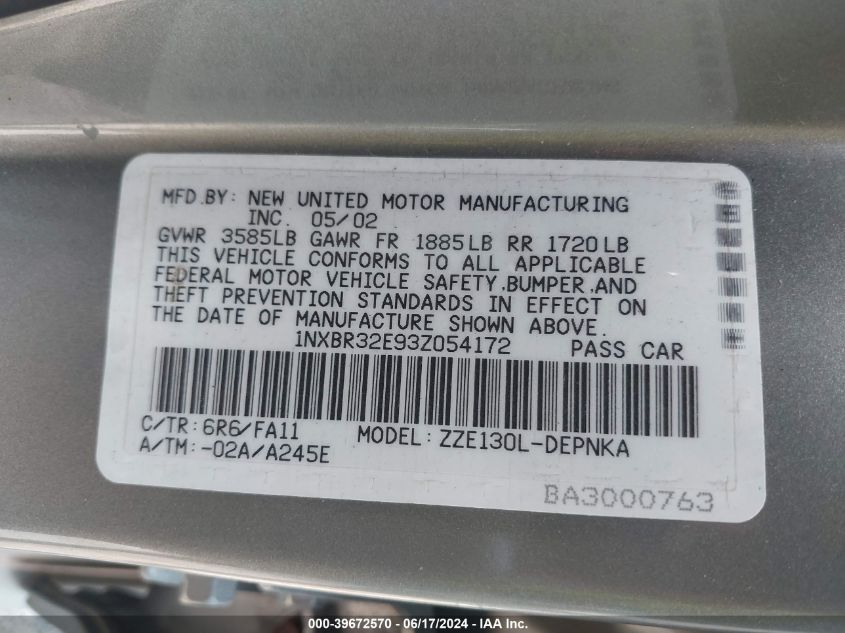 MFD.BY: NEW UNITED MOTOR MANUFACTURING
INC. 05/02
GVWR 3585LB GAWR FR 1885LB RR 1720LB
THIS VEHICLE CONFORMS TO ALL APPLICABLE
FEDERAL MOTOR VEHICLE SAFETY,BUMPER,AND
THEFT PREVENTION STANDARDS IN EFFECT ON
THE DATE OF MANUFACTURE SHOWN ABOVE.
1NXBR32E93Z054172 PASS CAR
C/TR: 6R6/FA11 MODEL: ZZE130L-DEPNKA
A/TM: -02A/A245E
BA3000763
000-39672570 - 06/17/2024 - IAA Inc.